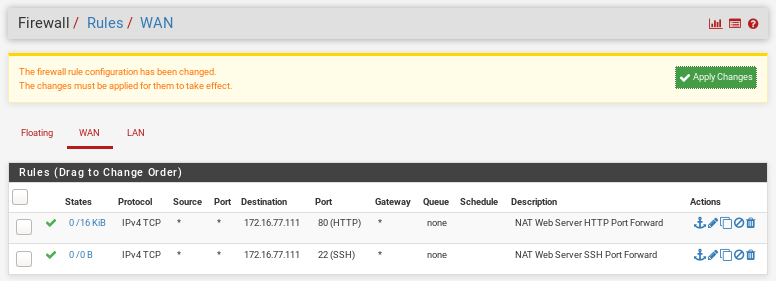 Firewall / Rules / WAN
The firewall rule configuration has been changed.
The changes must be applied for them to take effect.
Apply Changes
Floating WAN LAN
Rules (Drag to Change Order)
States Protocol Source Port Destination Port Gateway Queue Schedule Description Actions
0 /16 KiB IPv4 TCP * * 172.16.77.111 80 (HTTP) * none NAT Web Server HTTP Port Forward
0 /0 B IPv4 TCP * * 172.16.77.111 22 (SSH) * none NAT Web Server SSH Port Forward